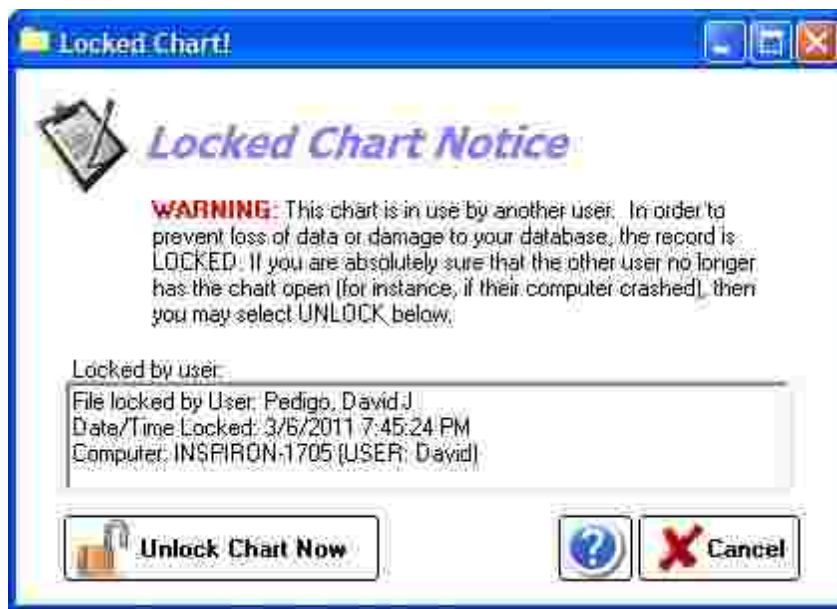 Locked Chart!
Locked Chart Notice
WARNING: This chart is in use by another user. In order to
prevent loss of data or damage to your database, the record is
LOCKED. If you are absolutely sure that the other user no longer
has the chart open (for instance, if their computer crashed), then
you may select UNLOCK below.
Locked by user:
File locked by User: Pedigo, David J
Date/Time Locked: 3/6/2011 7:45:24 PM
Computer: INSPIRON-1705 (USER: David)
Unlock Chart Now
Cancel